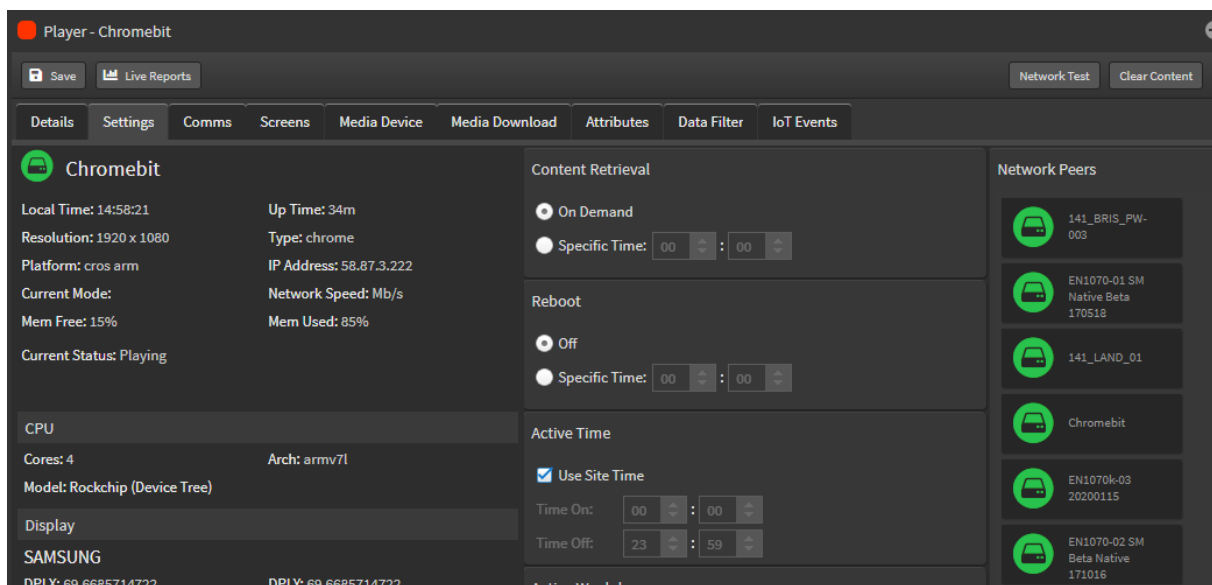 Player - Chromebit
Save
Live Reports
Network Test
Clear Content
Details
Settings
Comms
Screens
Media Device
Media Download
Attributes
Data Filter
IoT Events
Chromebit
Local Time: 14:58:21
Up Time: 34m
Resolution: 1920 x 1080
Type: chrome
Platform: cros arm
IP Address: 58.87.3.222
Current Mode:
Network Speed: Mb/s
Mem Free: 15%
Mem Used: 85%
Current Status: Playing
CPU
Cores: 4
Arch: armv7l
Model: Rockchip (Device Tree)
Display
SAMSUNG
DPLX: 69.6685714722
DPLY: 69.6685714722
Content Retrieval
On Demand
Specific Time: 00 : 00
Reboot
Off
Specific Time: 00 : 00
Active Time
Use Site Time
Time On: 00 : 00
Time Off: 23 : 59
Network Peers
141_BRIS_PW-
003
EN1070-01 SM
Native Beta
170518
141_LAND_01
Chromebit
EN1070k-03
20200115
EN1070-02 SM
Beta Native
171016